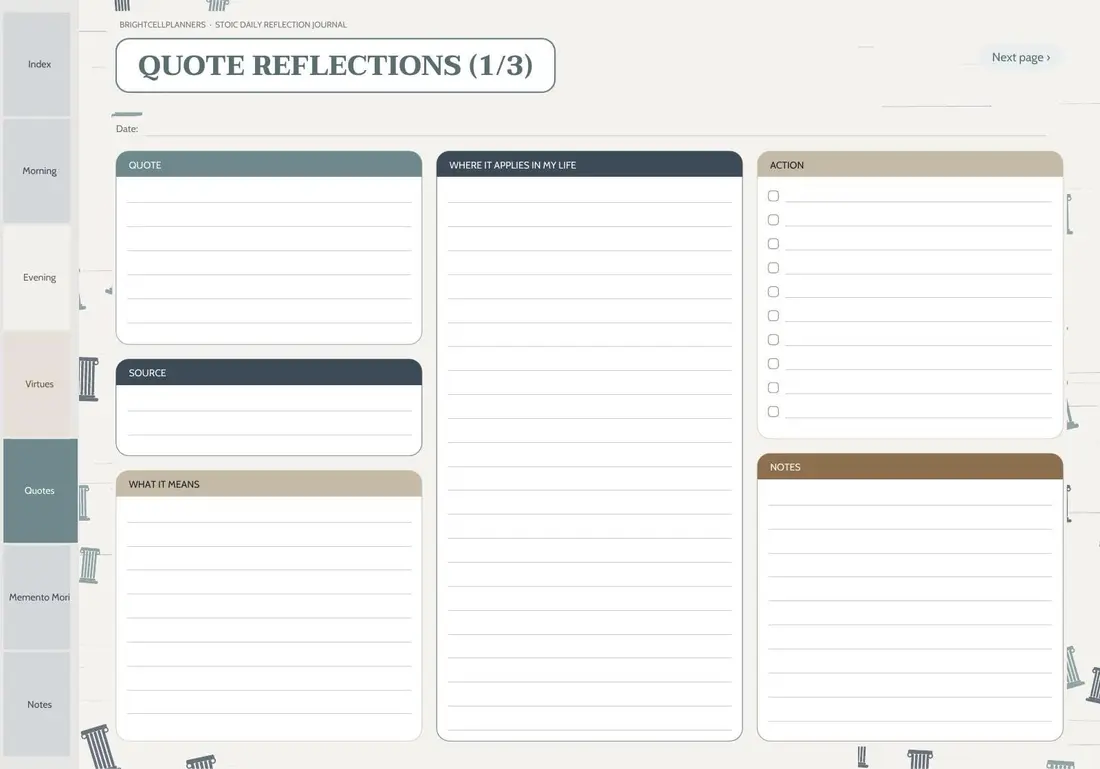 BRIGHTCELLPLANNERS · STOIC DAILY REFLECTION JOURNAL
QUOTE REFLECTIONS (1/3)
Next page ›
Date:
Index
Morning
Evening
Virtues
Quotes
Memento Mori
Notes
QUOTE
SOURCE
WHAT IT MEANS
WHERE IT APPLIES IN MY LIFE
ACTION
NOTES